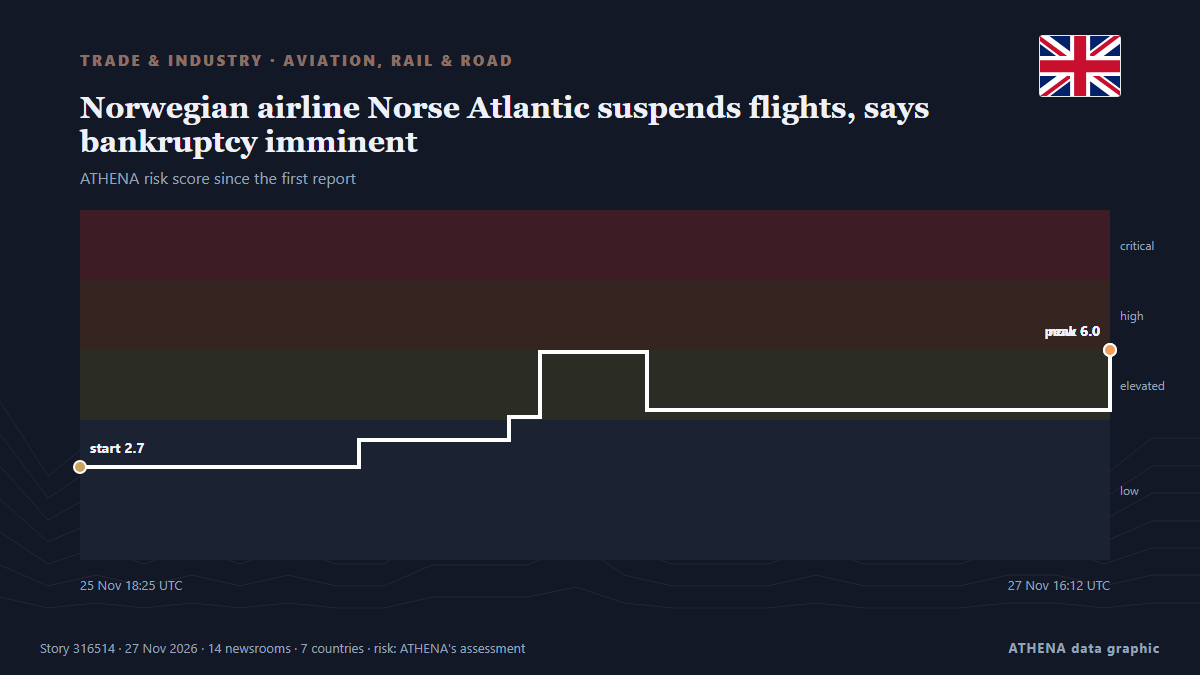 TRADE & INDUSTRY · AVIATION, RAIL & ROAD
Norwegian airline Norse Atlantic suspends flights, says
bankruptcy imminent
ATHENA risk score since the first report
critical
high
peak 6.0
elevated
start 2.7
low
25 Nov 18:25 UTC
27 Nov 16:12 UTC
Story 316514 · 27 Nov 2026 · 14 newsrooms · 7 countries · risk: ATHENA's assessment
ATHENA data graphic